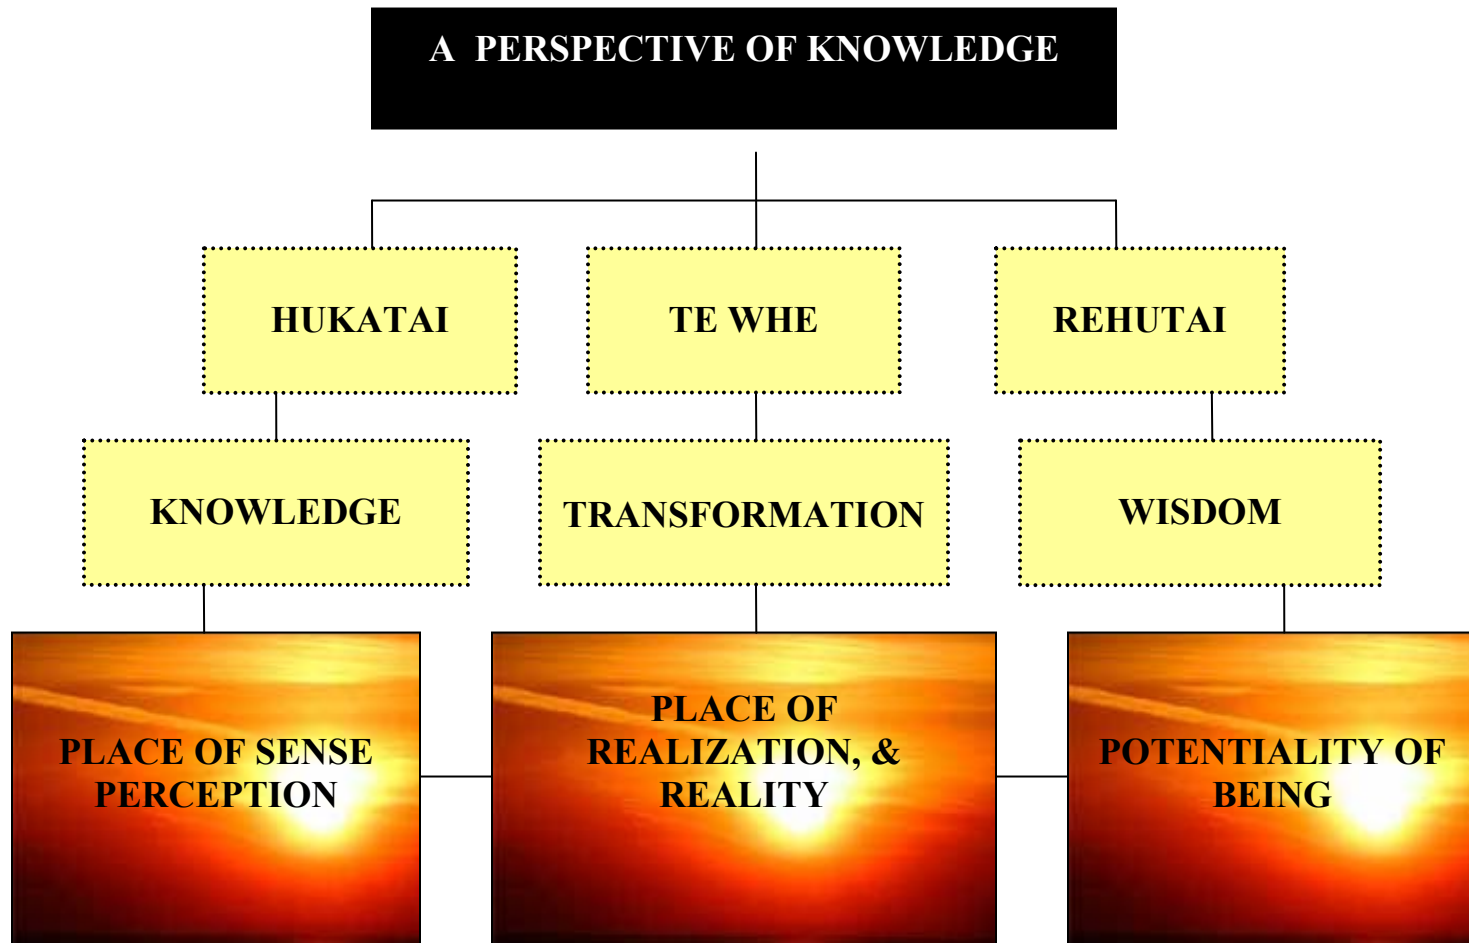 A PERSPECTIVE OF KNOWLEDGE
HUKATAI
TE WHE
REHUTAI
KNOWLEDGE
TRANSFORMATION
WISDOM
PLACE OF SENSE
PERCEPTION
PLACE OF
REALIZATION, &
REALITY
POTENTIALITY OF
BEING